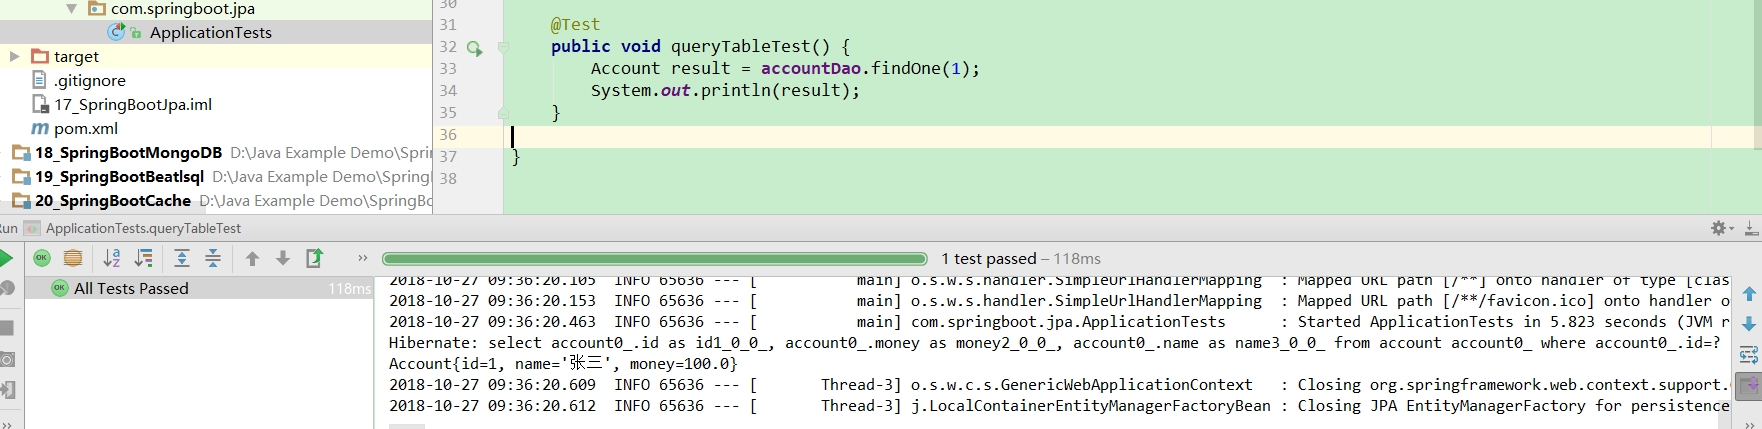 com.springboot.jpa
ApplicationTests
target
.gitignore
17_SpringBootJpa.iml
pom.xml
18_SpringBootMongoDB D:\Java Example Demo\Sprin
19_SpringBootBeatlsql D:\Java Example Demo\Spring
20_SpringBootCache D:\Java Example Demo\SpringBo
30
31 @Test
32 public void queryTableTest() {
33 Account result = accountDao.findOne(1);
34 System.out.println(result);
35 }
36
37 }
38
Run ApplicationTests.queryTableTest
OK
1 test passed – 118ms
OK All Tests Passed 118ms
2018-10-27 09:36:20.105 INFO 65636 --- [ main] o.s.w.s.handler.SimpleUrlHandlerMapping : Mapped URL path [/**] onto handler of type [clas
2018-10-27 09:36:20.153 INFO 65636 --- [ main] o.s.w.s.handler.SimpleUrlHandlerMapping : Mapped URL path [/**/favicon.ico] onto handler o
2018-10-27 09:36:20.463 INFO 65636 --- [ main] com.springboot.jpa.ApplicationTests : Started ApplicationTests in 5.823 seconds (JVM r
Hibernate: select account0_.id as id1_0_0_, account0_.money as money2_0_0_, account0_.name as name3_0_0_ from account account0_ where account0_.id=?
Account{id=1, name='张三', money=100.0}
2018-10-27 09:36:20.609 INFO 65636 --- [ Thread-3] o.s.w.c.s.GenericWebApplicationContext : Closing org.springframework.web.context.support.
2018-10-27 09:36:20.612 INFO 65636 --- [ Thread-3] j.LocalContainerEntityManagerFactoryBean : Closing JPA EntityManagerFactory for persistence